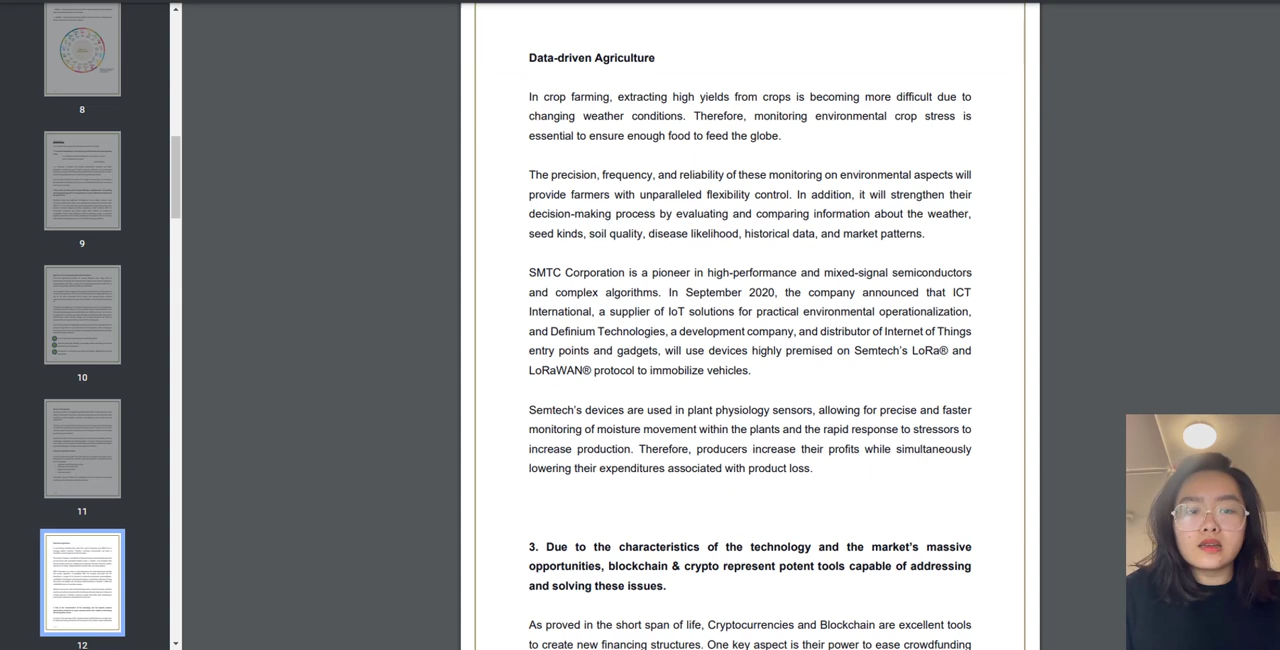 8
9
10
11
12
Data-driven Agriculture
In crop farming, extracting high yields from crops is becoming more difficult due to
changing weather conditions. Therefore, monitoring environmental crop stress is
essential to ensure enough food to feed the globe.
The precision, frequency, and reliability of these monitoring on environmental aspects will
provide farmers with unparalleled flexibility control. In addition, it will strengthen their
decision-making process by evaluating and comparing information about the weather,
seed kinds, soil quality, disease likelihood, historical data, and market patterns.
SMTC Corporation is a pioneer in high-performance and mixed-signal semiconductors
and complex algorithms. In September 2020, the company announced that ICT
International, a supplier of IoT solutions for practical environmental operationalization,
and Definium Technologies, a development company, and distributor of Internet of Things
entry points and gadgets, will use devices highly premised on Semtech's LoRa® and
LoRaWAN® protocol to immobilize vehicles.
Semtech's devices are used in plant physiology sensors, allowing for precise and faster
monitoring of moisture movement within the plants and the rapid response to stressors to
increase production. Therefore, producers increase their profits while simultaneously
lowering their expenditures associated with product loss.
3. Due to the characteristics of the technology and the market's massive
opportunities, blockchain & crypto represent potent tools capable of addressing
and solving these issues.
As proved in the short span of life, Cryptocurrencies and Blockchain are excellent tools
to create new financing structures. One key aspect is their power to ease crowdfunding